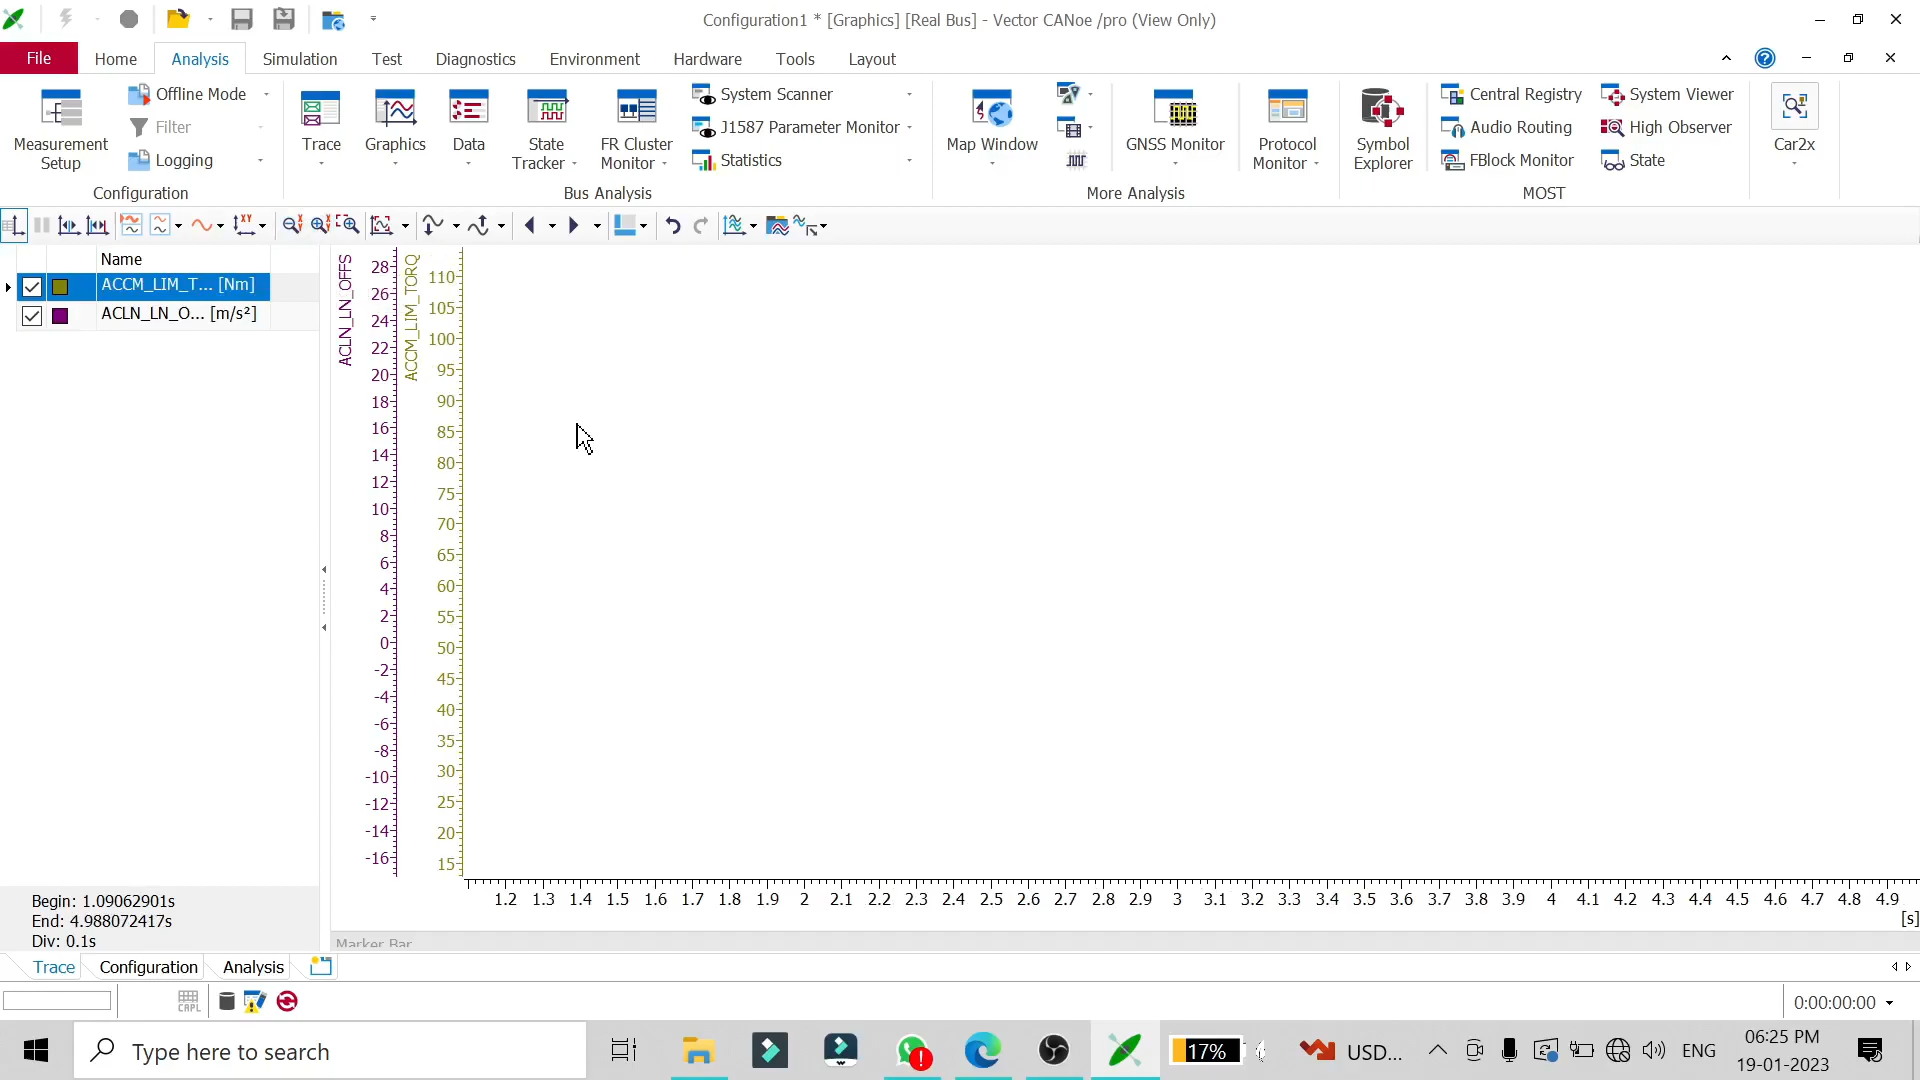 Configuration1 * [Graphics] [Real Bus] - Vector CANoe /pro (View Only)
File Home Analysis Simulation Test Diagnostics Environment Hardware Tools Layout
Measurement Setup
Offline Mode
Filter
Logging
Configuration
Trace
Graphics
Data
State Tracker
FR Cluster Monitor
System Scanner
J1587 Parameter Monitor
Statistics
Bus Analysis
Map Window
GNSS Monitor
Protocol Monitor
More Analysis
Symbol Explorer
Central Registry
Audio Routing
FBlock Monitor
System Viewer
High Observer
State
MOST
Car2x
Name
ACCM_LIM_T... [Nm]
ACLN_LN_O... [m/s²]
Begin: 1.09062901s
End: 4.988072417s
Div: 0.1s
ACLN_LN_OFFS
28
26
24
22
20
18
16
14
12
10
8
6
4
2
0
-2
-4
-6
-8
-10
-12
-14
-16
ACCM_LIM_TORQ
110
105
100
95
90
85
80
75
70
65
60
55
50
45
40
35
30
25
20
15
1.2 1.3 1.4 1.5 1.6 1.7 1.8 1.9 2 2.1 2.2 2.3 2.4 2.5 2.6 2.7 2.8 2.9 3 3.1 3.2 3.3 3.4 3.5 3.6 3.7 3.8 3.9 4 4.1 4.2 4.3 4.4 4.5 4.6 4.7 4.8 4.9
[s]
Marker Bar
Trace Configuration Analysis
CAPL
0:00:00:00
Type here to search
17%
USD...
ENG
06:25 PM
19-01-2023